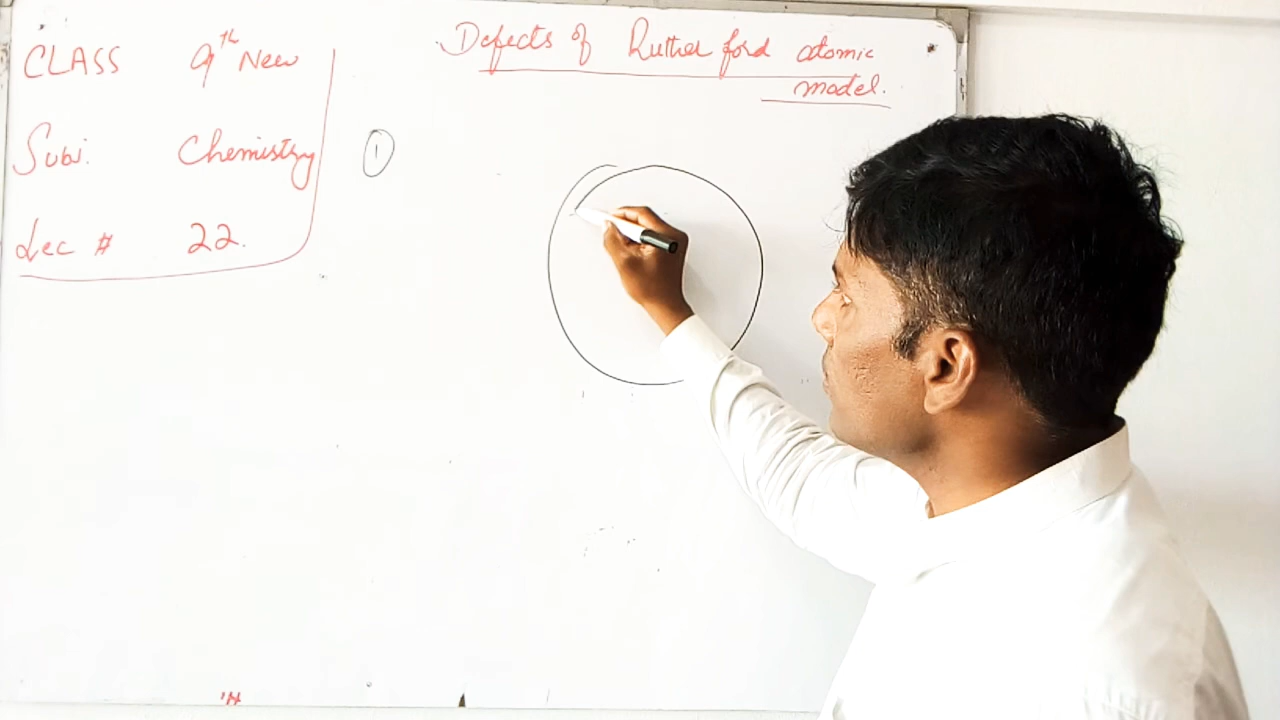 CLASS 9th New
Sub: Chemistry
Lec # 22.
Defects of Rutherford atomic
model.
1